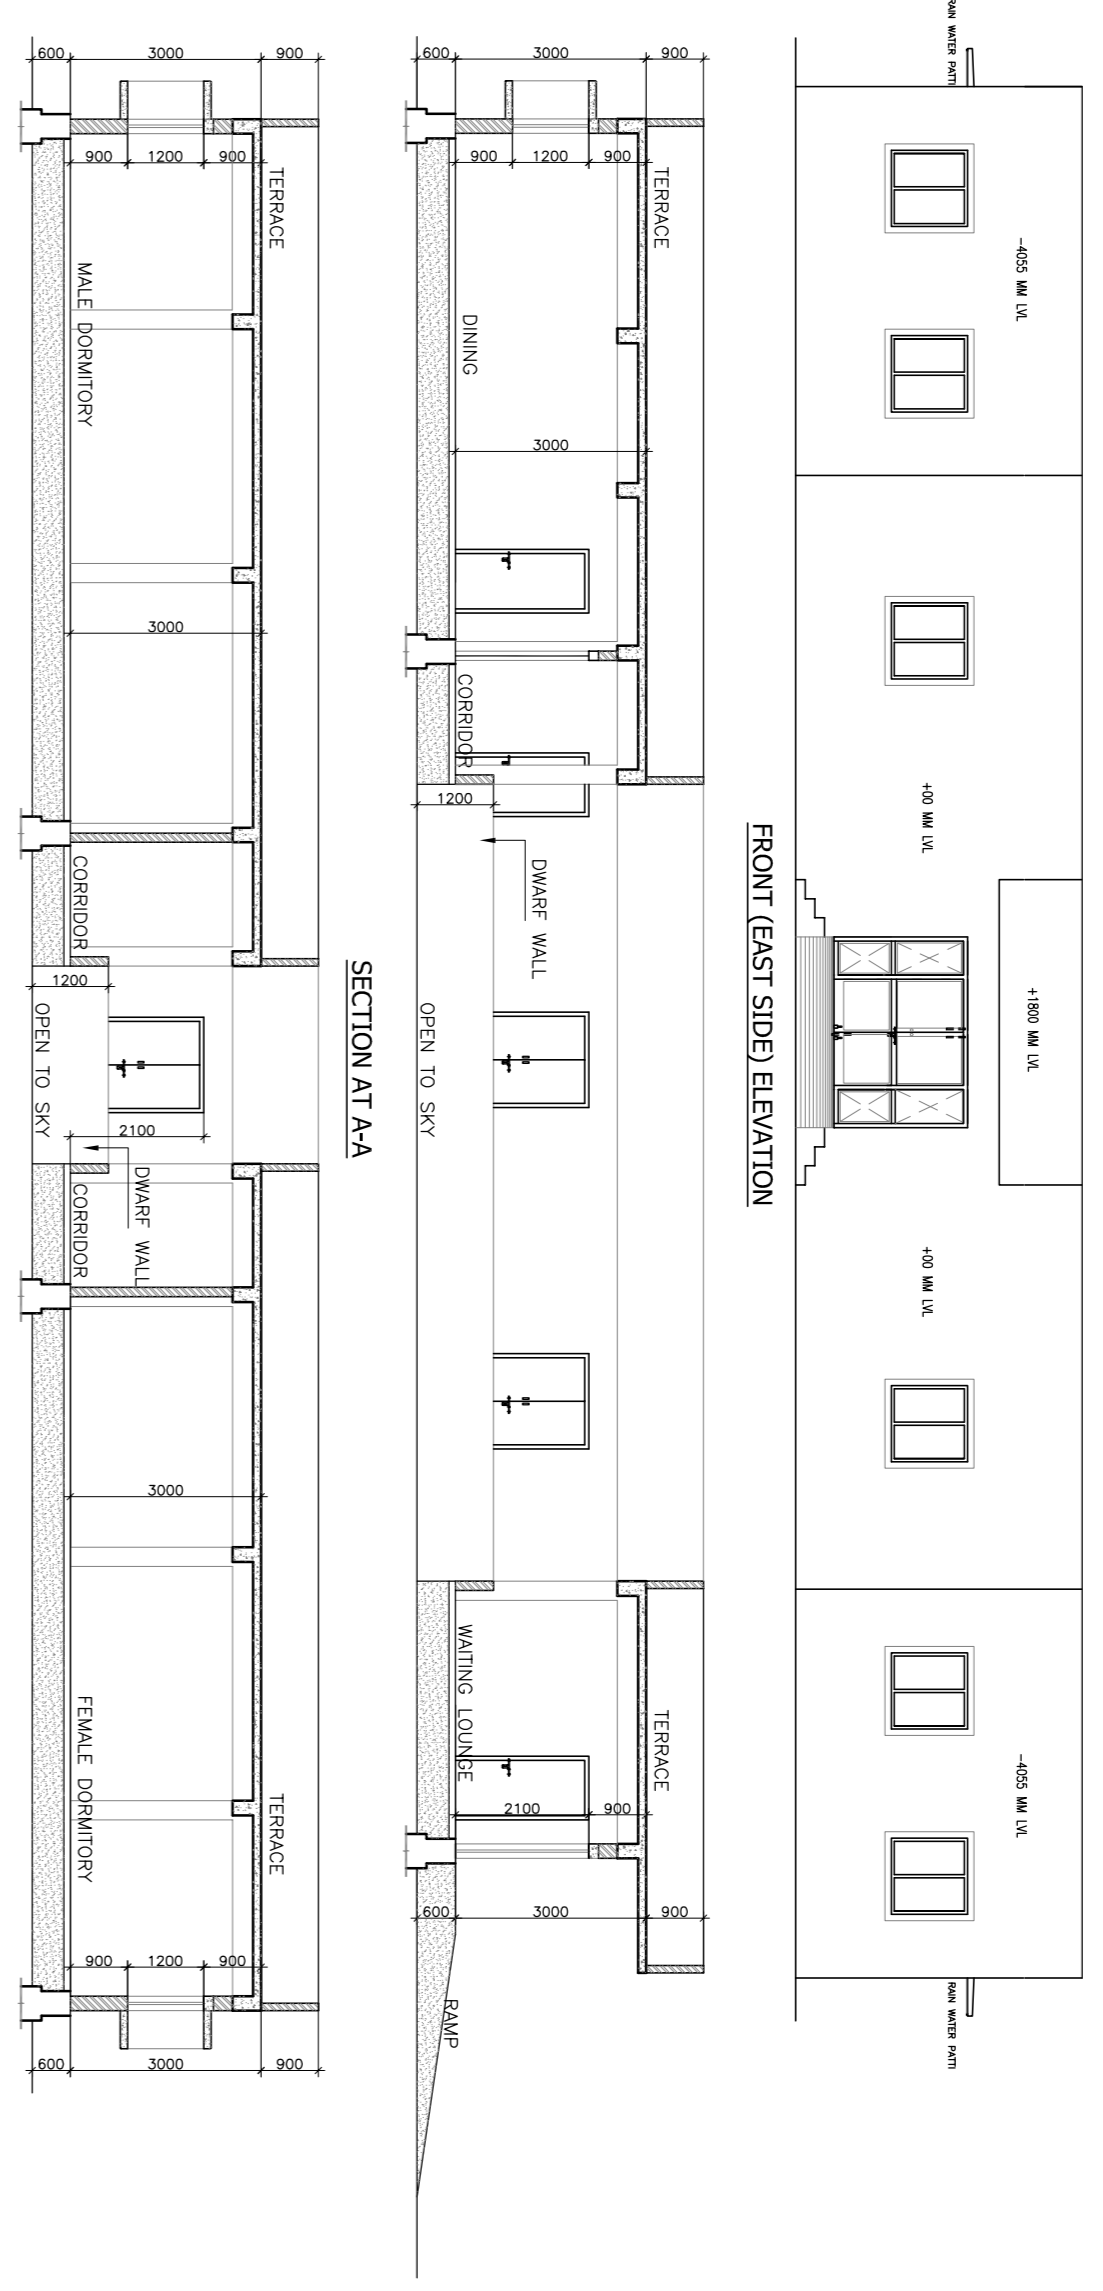 -4055 MM LVL
+1800 MM LVL
-4055 MM LVL
RAIN WATER PATTI
RAIN WATER PATTI
+00 MM LVL
+00 MM LVL
FRONT (EAST SIDE) ELEVATION
900
3000
600
TERRACE
900
1200
900
DINING
3000
CORRIDOR
1200
DWARF WALL
OPEN TO SKY
WAITING LOUNGE
TERRACE
900
2100
900
3000
600
RAMP
SECTION AT A-A
900
3000
600
TERRACE
900
1200
900
MALE DORMITORY
3000
CORRIDOR
1200
OPEN TO SKY
2100
DWARF WALL
CORRIDOR
3000
FEMALE DORMITORY
TERRACE
900
1200
900
900
3000
600